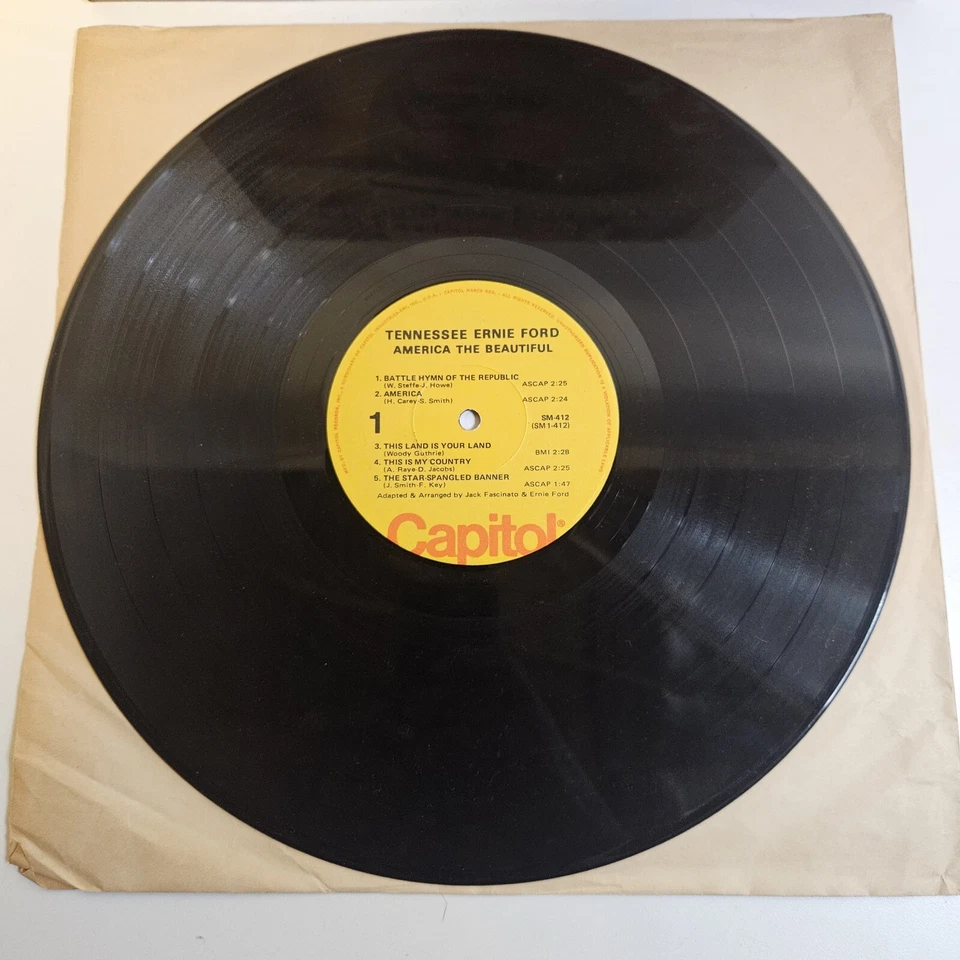 TENNESSEE ERNIE FORD
AMERICA THE BEAUTIFUL
1. BATTLE HYMN OF THE REPUBLIC
(W. Steffe-J. Howe) ASCAP 2:25
2. AMERICA
(H. Carey-S. Smith) ASCAP 2:24
1
SM-412
(SM1-412)
3. THIS LAND IS YOUR LAND
(Woody Guthrie) BMI 2:28
4. THIS IS MY COUNTRY
(A. Raye-D. Jacobs) ASCAP 2:25
5. THE STAR-SPANGLED BANNER
(J. Smith-F. Key) ASCAP 1:47
Adapted & Arranged by Jack Fascinato & Ernie Ford
Capitol®